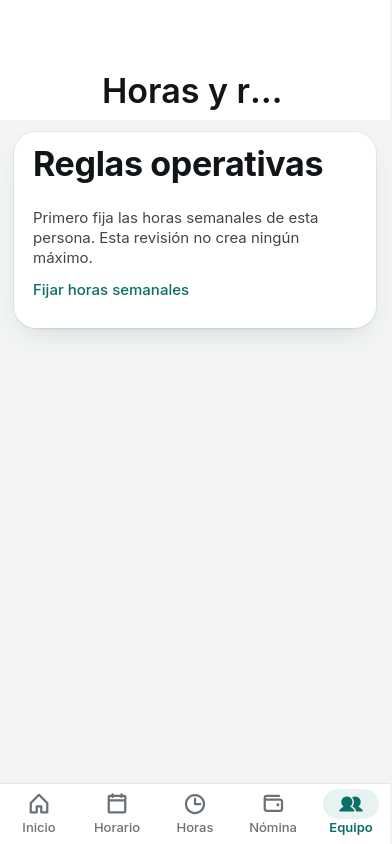 Horas y r…
Reglas operativas
Primero fija las horas semanales de esta
persona. Esta revisión no crea ningún
máximo.
Fijar horas semanales
Inicio
Horario
Horas
Nómina
Equipo